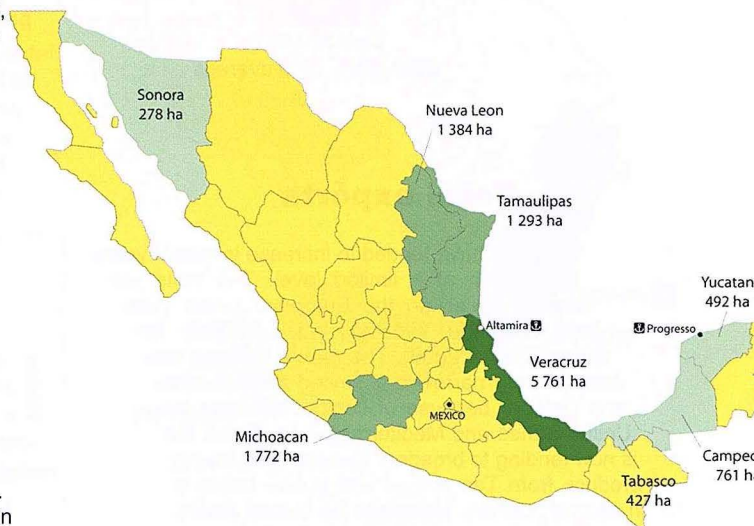 Sonora
278 ha
Nueva Leon
1 384 ha
Tamaulipas
1 293 ha
Yucatan
492 ha
Altamira
Progresso
Veracruz
5 761 ha
MEXICO
Michoacan
1 772 ha
Campec
761 ha
Tabasco
427 ha
n